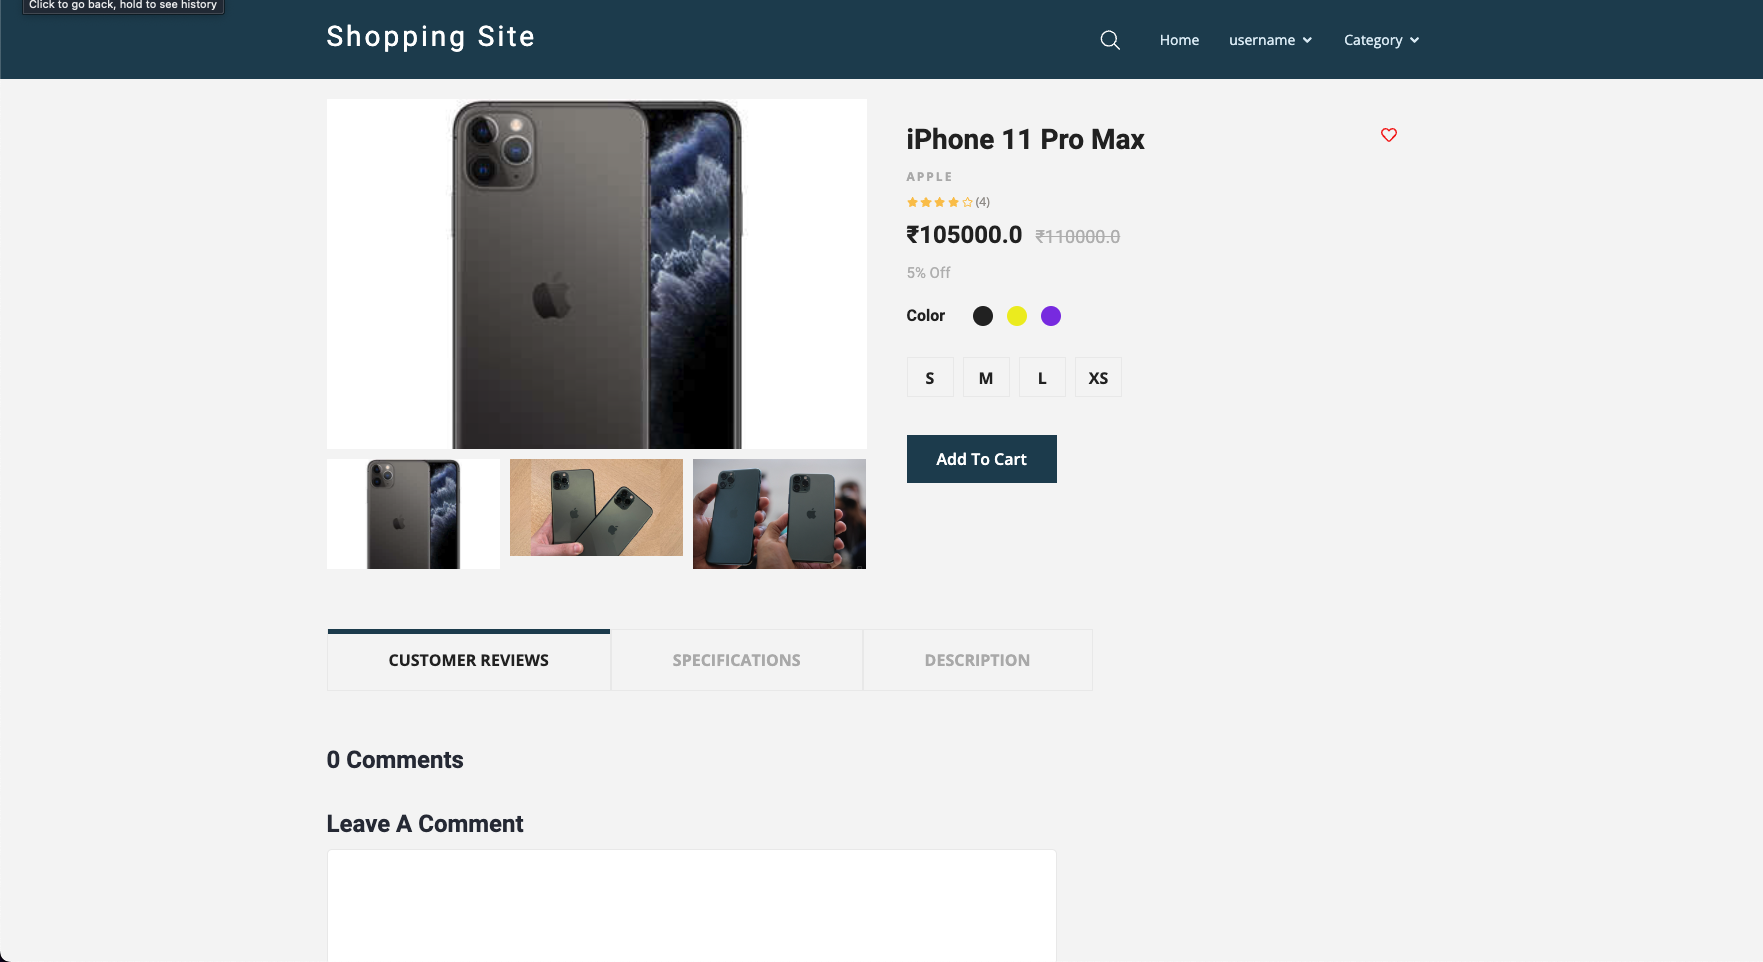 Click to go back, hold to see history
Shopping Site
Home username Category
iPhone 11 Pro Max
APPLE
(4)
₹105000.0 ₹110000.0
5% Off
Color
S M L XS
Add To Cart
CUSTOMER REVIEWS SPECIFICATIONS DESCRIPTION
0 Comments
Leave A Comment